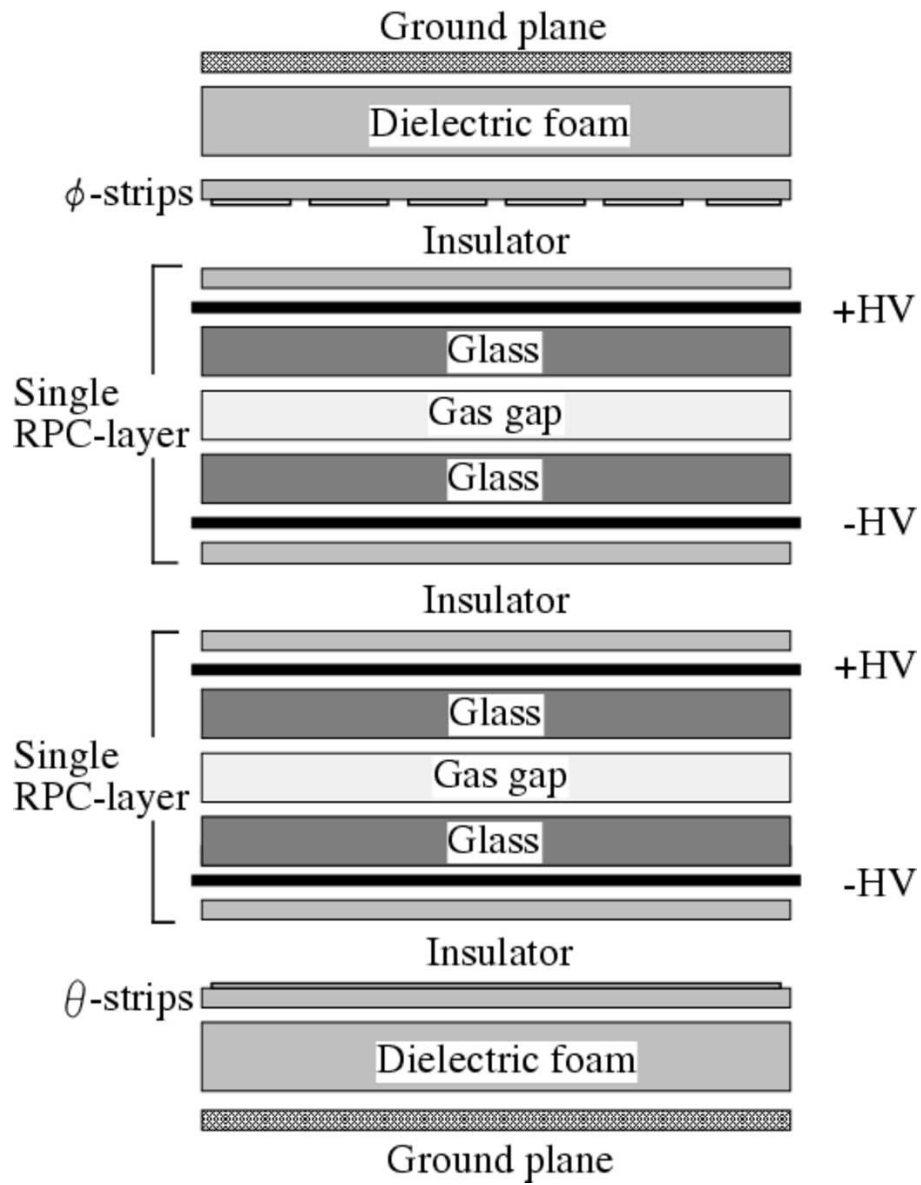 Ground plane
Dielectric foam
ϕ-strips
Insulator
+HV
Glass
Single
RPC-layer
Gas gap
Glass
-HV
Insulator
+HV
Glass
Single
RPC-layer
Gas gap
Glass
-HV
Insulator
θ-strips
Dielectric foam
Ground plane